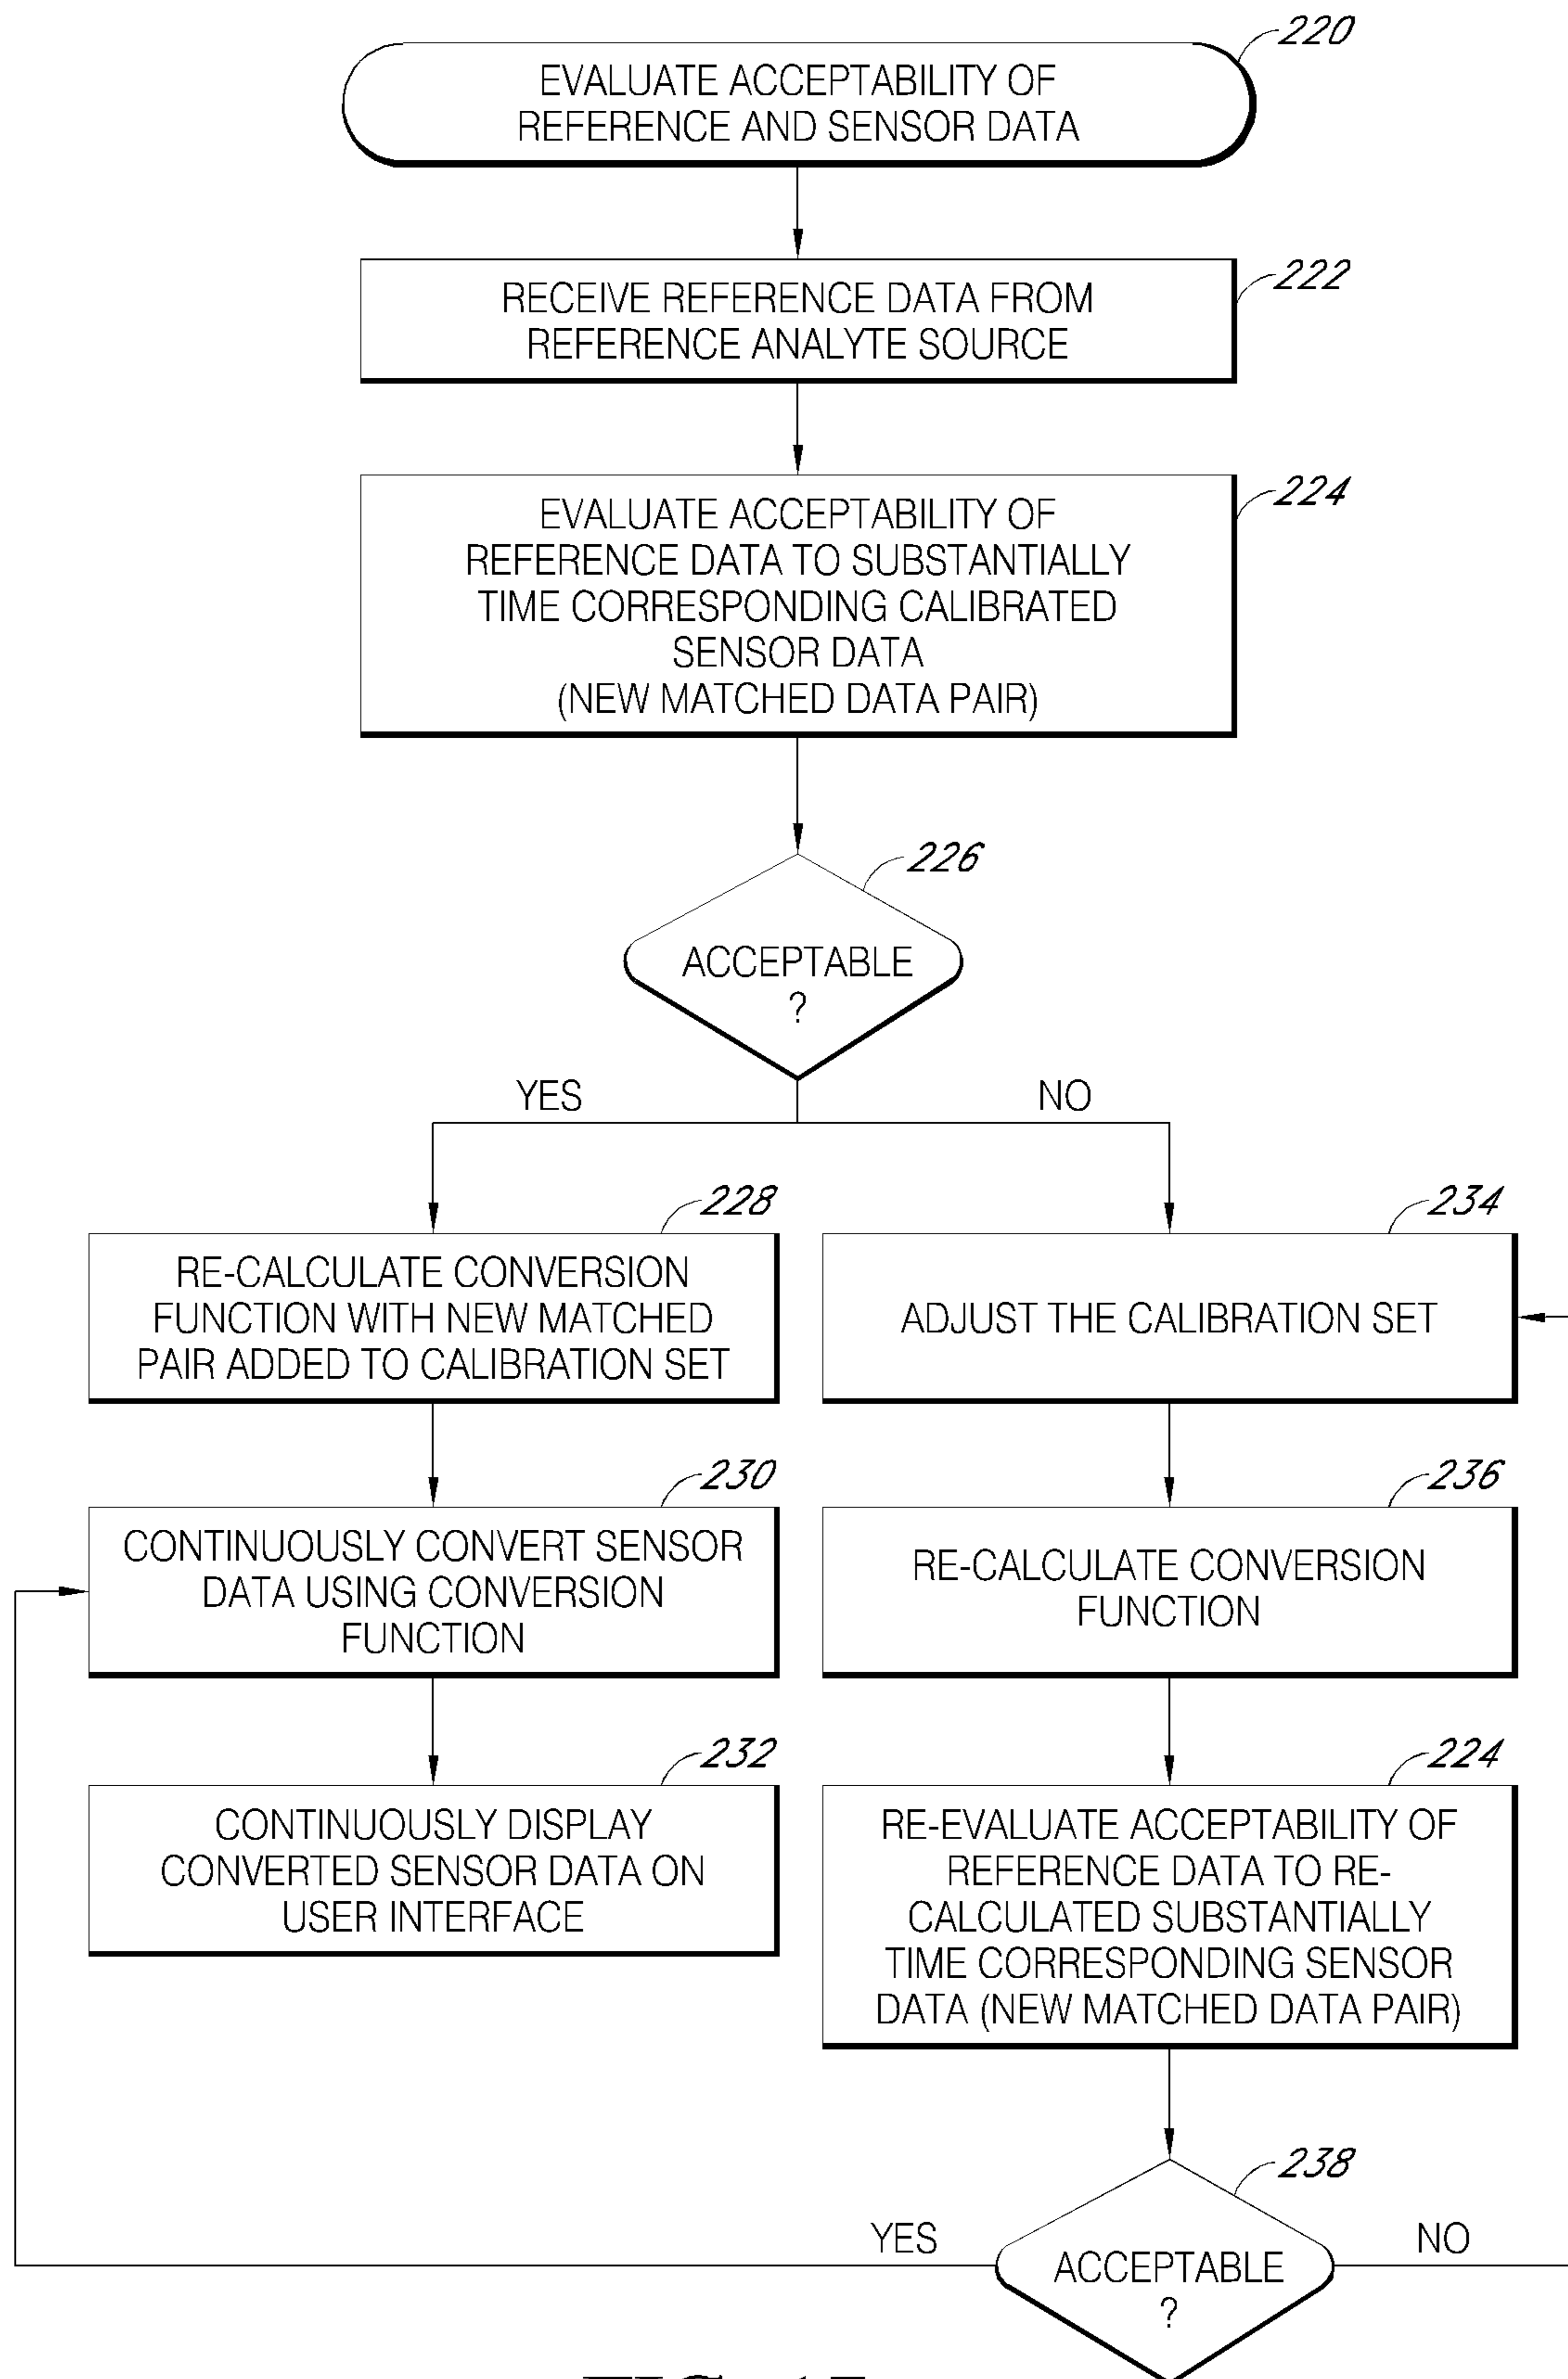 220
EVALUATE ACCEPTABILITY OF
REFERENCE AND SENSOR DATA
222
RECEIVE REFERENCE DATA FROM
REFERENCE ANALYTE SOURCE
224
EVALUATE ACCEPTABILITY OF
REFERENCE DATA TO SUBSTANTIALLY
TIME CORRESPONDING CALIBRATED
SENSOR DATA
(NEW MATCHED DATA PAIR)
226
ACCEPTABLE
?
YES
NO
228
RE-CALCULATE CONVERSION
FUNCTION WITH NEW MATCHED
PAIR ADDED TO CALIBRATION SET
234
ADJUST THE CALIBRATION SET
230
CONTINUOUSLY CONVERT SENSOR
DATA USING CONVERSION
FUNCTION
236
RE-CALCULATE CONVERSION
FUNCTION
232
CONTINUOUSLY DISPLAY
CONVERTED SENSOR DATA ON
USER INTERFACE
224
RE-EVALUATE ACCEPTABILITY OF
REFERENCE DATA TO RE-
CALCULATED SUBSTANTIALLY
TIME CORRESPONDING SENSOR
DATA (NEW MATCHED DATA PAIR)
238
YES
ACCEPTABLE
?
NO